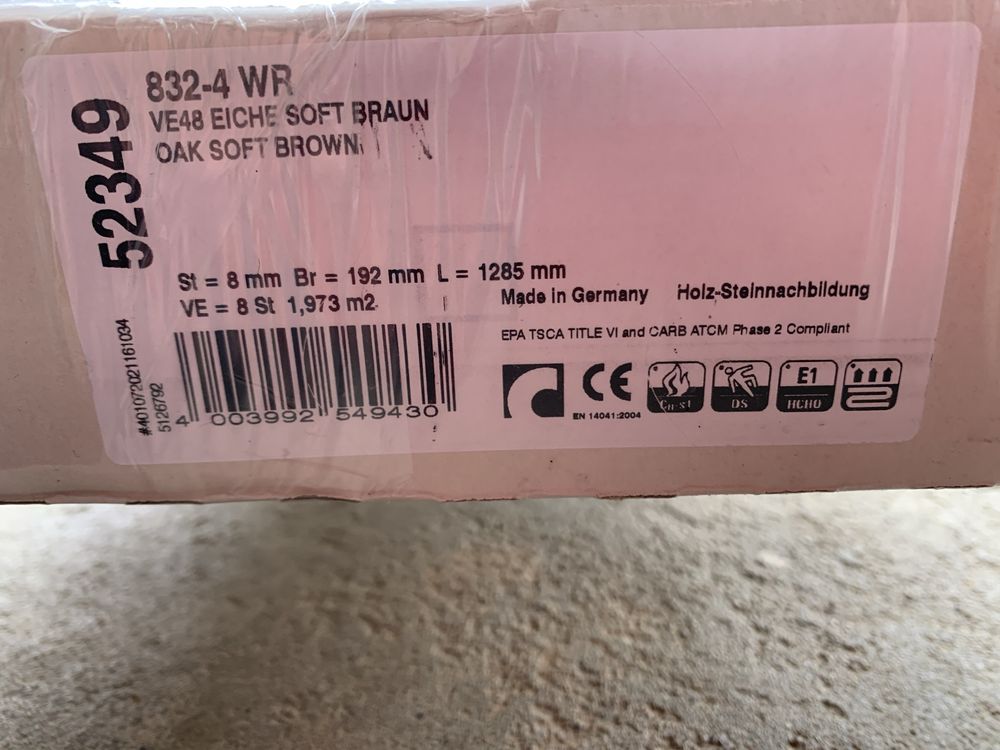 832-4 WR
VE48 EICHE SOFT BRAUN
OAK SOFT BROWN
52349
St = 8 mm Br = 192 mm L = 1285 mm
VE = 8 St 1,973 m2
Made in Germany Holz-Steinnachbildung
EPA TSCA TITLE VI and CARB ATCM Phase 2 Compliant
#401072021161034
5126792
4 003992 549430
CE
EN 14041:2004
DS
E1
HCHO